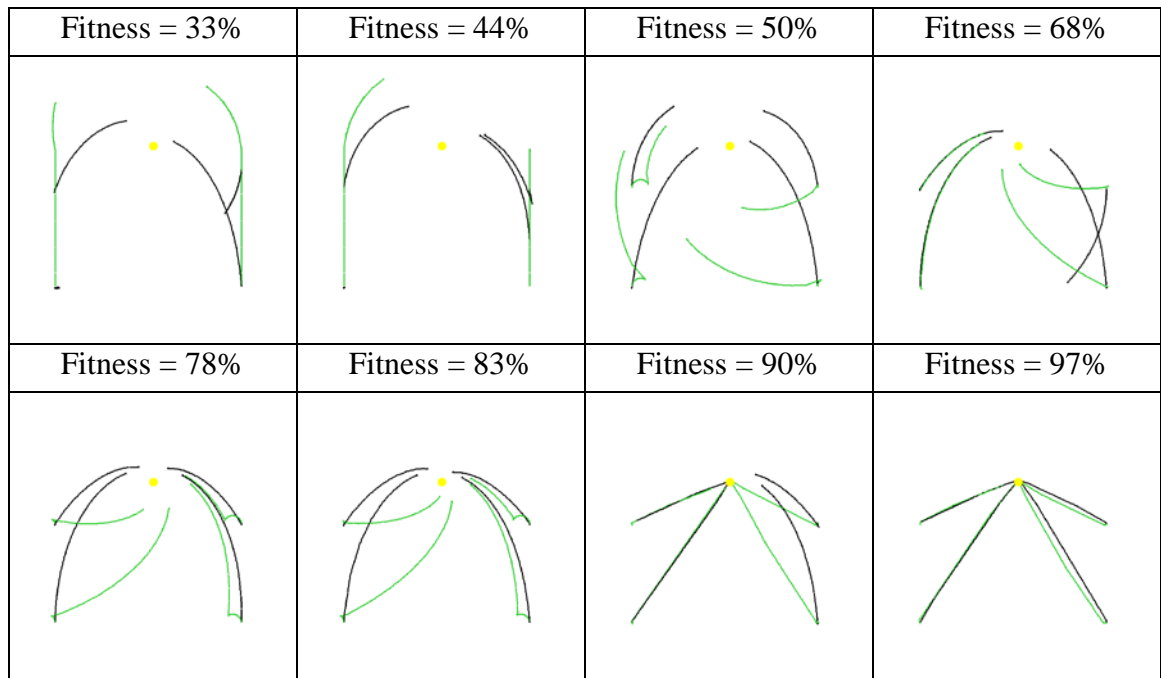 Fitness = 33% Fitness = 44% Fitness = 50% Fitness = 68%
Fitness = 78% Fitness = 83% Fitness = 90% Fitness = 97%